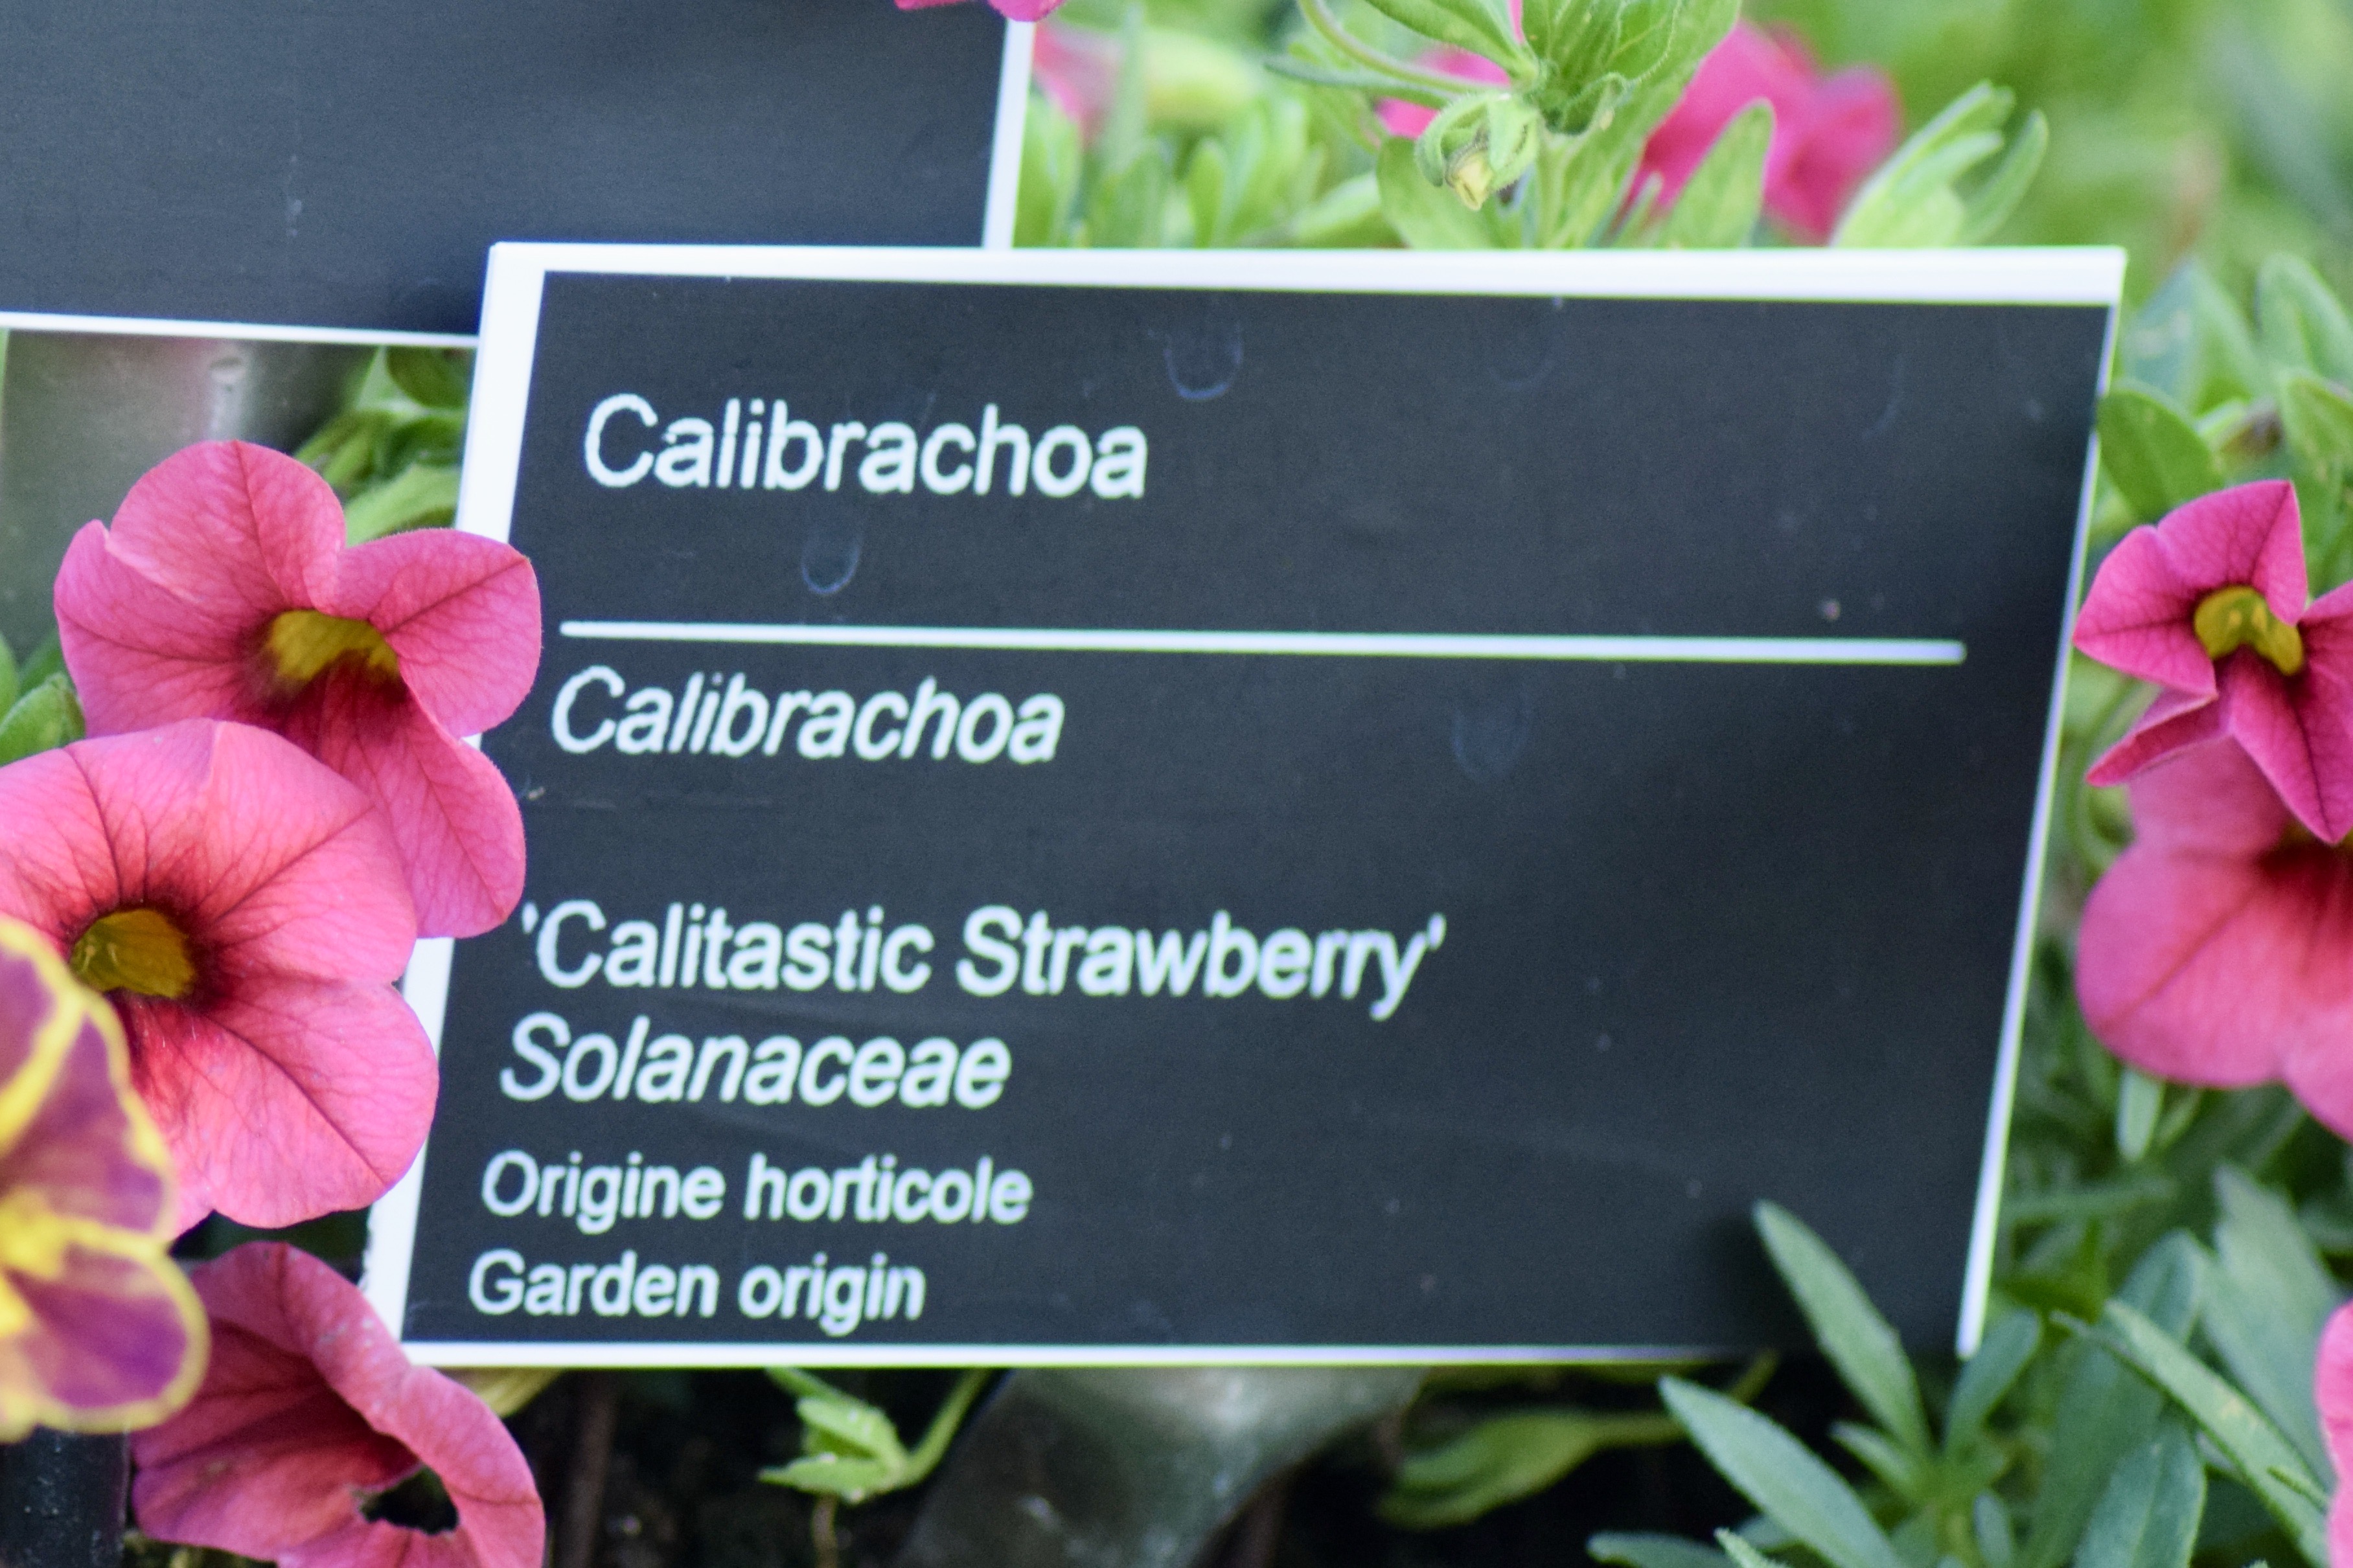 Calibrachoa
Calibrachoa
'Calitastic Strawberry'
Solanaceae
Origine horticole
Garden origin